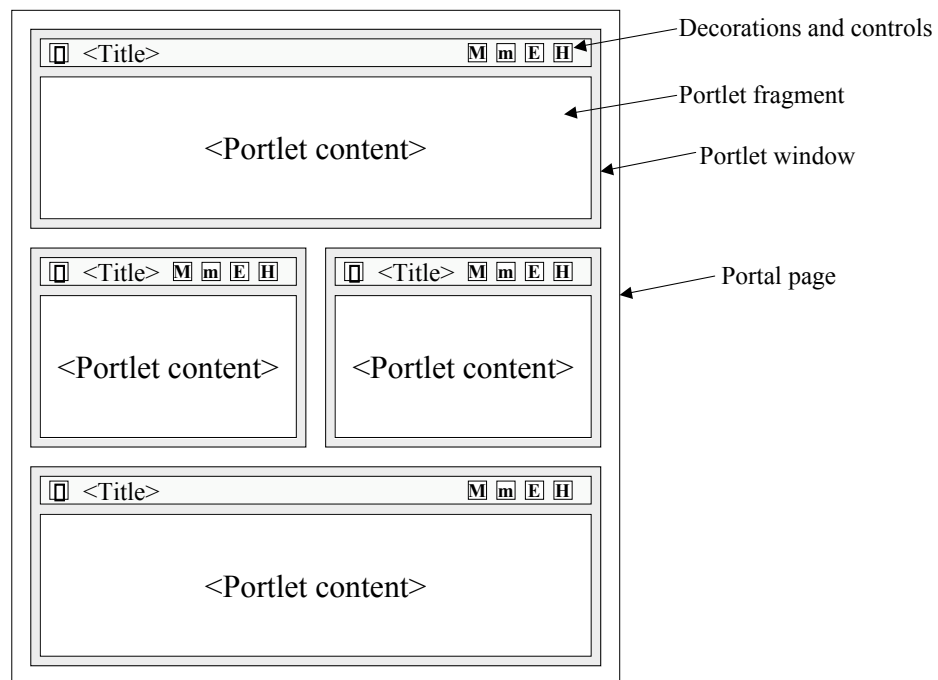 Decorations and controls
<Title> M m E H
Portlet fragment
<Portlet content>
Portlet window
<Title> M m E H
<Title> M m E H
Portal page
<Portlet content>
<Portlet content>
<Title> M m E H
<Portlet content>